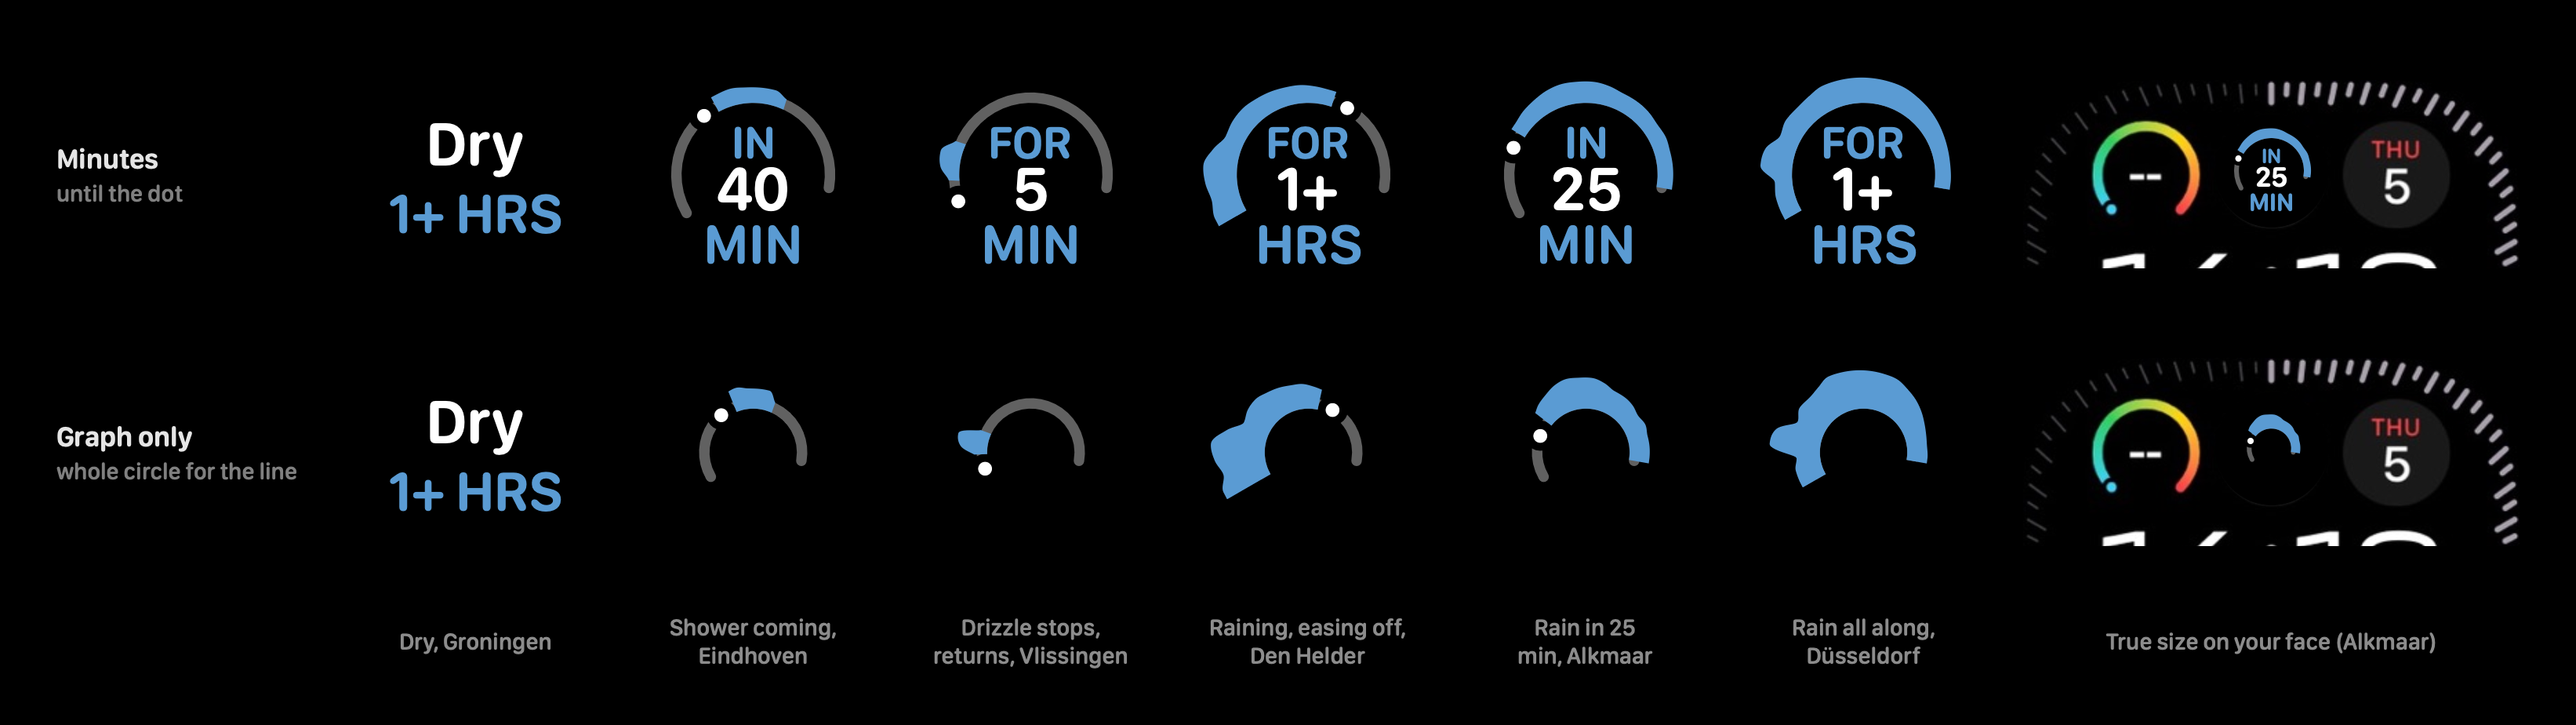 Minutes
until the dot
Dry
1+ HRS
IN
40
MIN
FOR
5
MIN
FOR
1+
HRS
IN
25
MIN
FOR
1+
HRS
--
IN
25
MIN
THU
5
Graph only
whole circle for the line
Dry
1+ HRS
--
THU
5
Dry, Groningen
Shower coming,
Eindhoven
Drizzle stops,
returns, Vlissingen
Raining, easing off,
Den Helder
Rain in 25
min, Alkmaar
Rain all along,
Düsseldorf
True size on your face (Alkmaar)